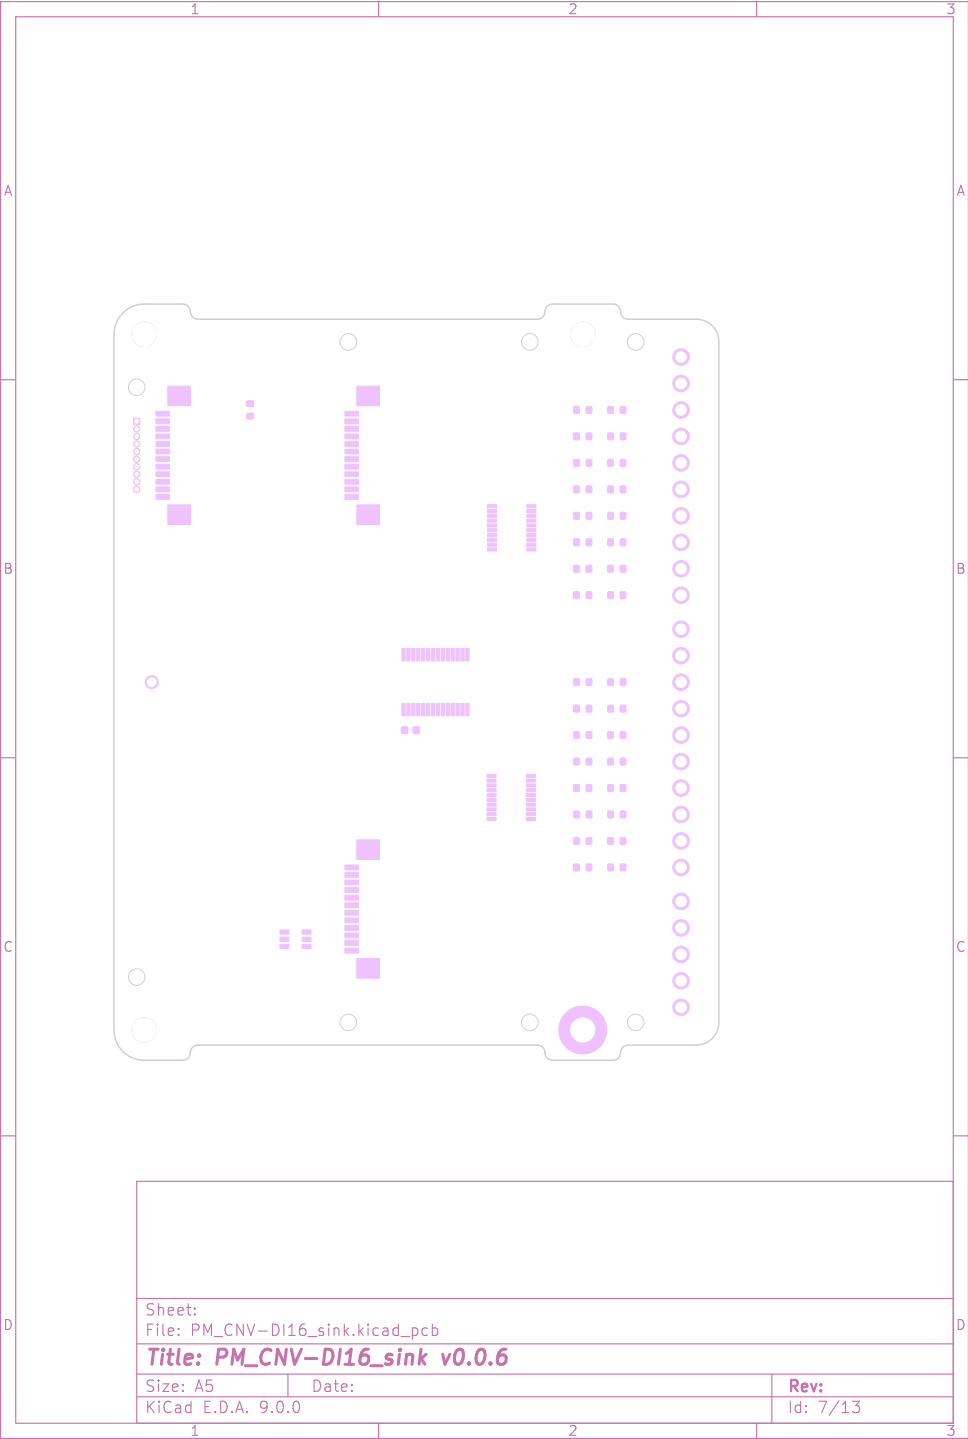 1 2 3
A A
B B
C C
D D
Sheet:
File: PM_CNV-DI16_sink.kicad_pcb
Title: PM_CNV-DI16_sink v0.0.6
Size: A5 Date: Rev:
KiCad E.D.A. 9.0.0 Id: 7/13
1 2 3